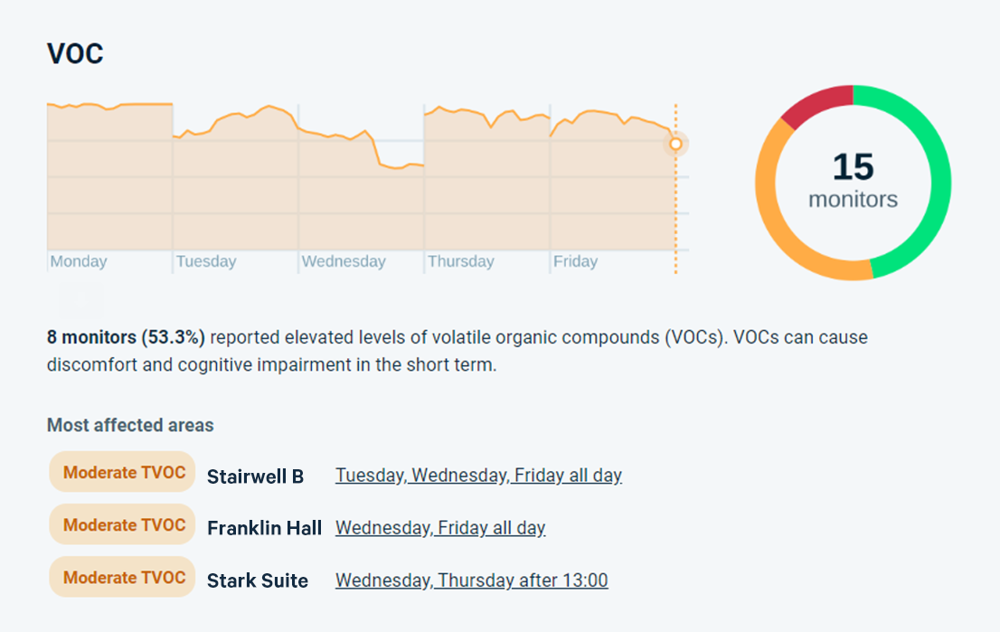 VOC
15
monitors
Monday Tuesday Wednesday Thursday Friday
8 monitors (53.3%) reported elevated levels of volatile organic compounds (VOCs). VOCs can cause
discomfort and cognitive impairment in the short term.
Most affected areas
Moderate TVOC Stairwell B Tuesday, Wednesday, Friday all day
Moderate TVOC Franklin Hall Wednesday, Friday all day
Moderate TVOC Stark Suite Wednesday, Thursday after 13:00